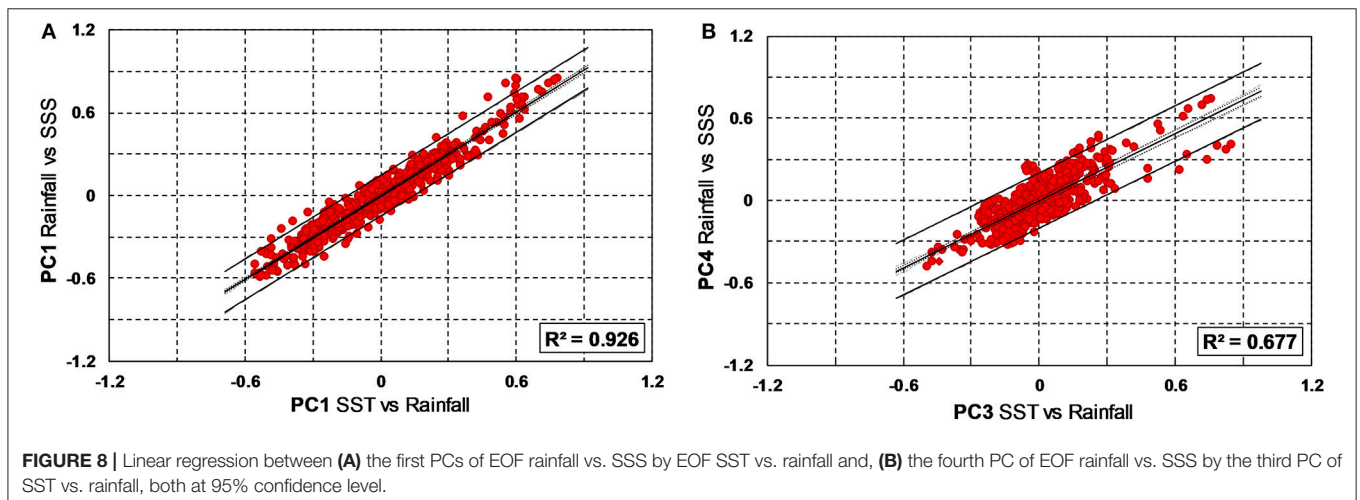 A
1.2
0.6
0
-0.6
-1.2
PC1 Rainfall vs SSS
R² = 0.926
-1.2 -0.6 0 0.6 1.2
PC1 SST vs Rainfall
B
1.2
0.6
0
-0.6
-1.2
PC4 Rainfall vs SSS
R² = 0.677
-1.2 -0.6 0 0.6 1.2
PC3 SST vs Rainfall
FIGURE 8 | Linear regression between (A) the first PCs of EOF rainfall vs. SSS by EOF SST vs. rainfall and, (B) the fourth PC of EOF rainfall vs. SSS by the third PC of
SST vs. rainfall, both at 95% confidence level.